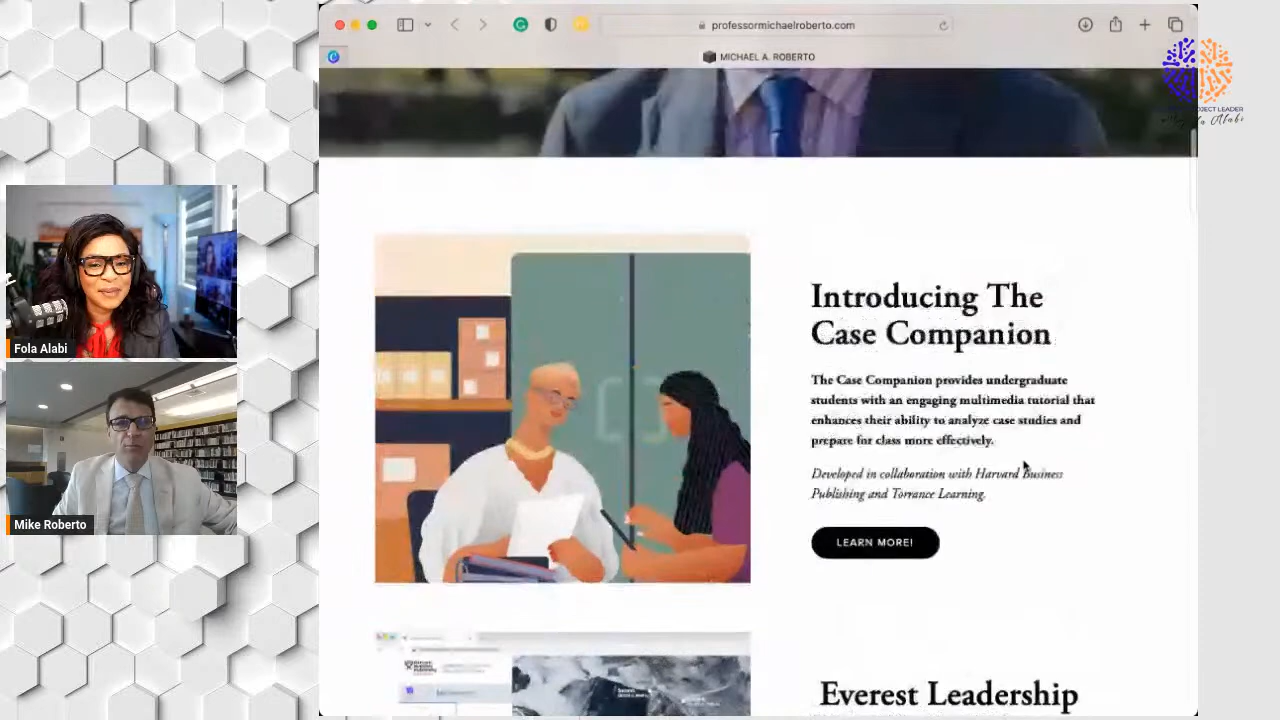 professormichaelroberto.com
MICHAEL A. ROBERTO
Fola Alabi
Mike Roberto
Introducing The
Case Companion
The Case Companion provides undergraduate
students with an engaging multimedia tutorial that
enhances their ability to analyze case studies and
prepare for class more effectively.
Developed in collaboration with Harvard Business
Publishing and Torrance Learning.
LEARN MORE!
Everest Leadership